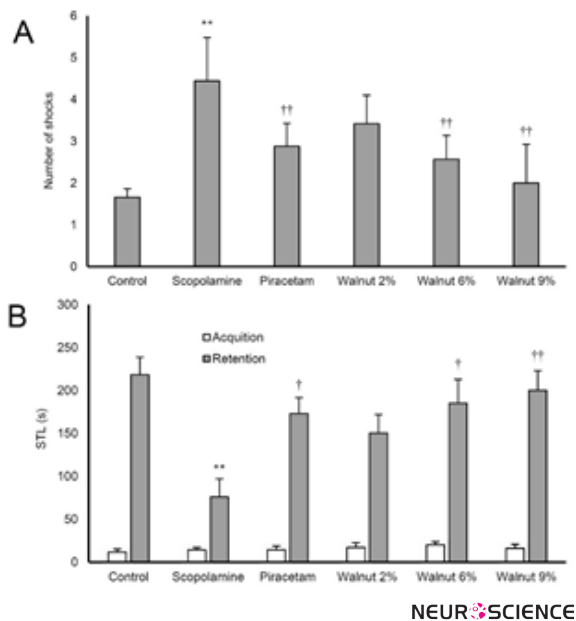 A
Number of shocks
6
5
4
3
2
1
0
**
††
††
††
Control Scopolamine Piracetam Walnut 2% Walnut 6% Walnut 9%
B
STL (s)
300
250
200
150
100
50
0
Acquition
Retention
**
†
†
††
Control Scopolamine Piracetam Walnut 2% Walnut 6% Walnut 9%
NEUROSCIENCE